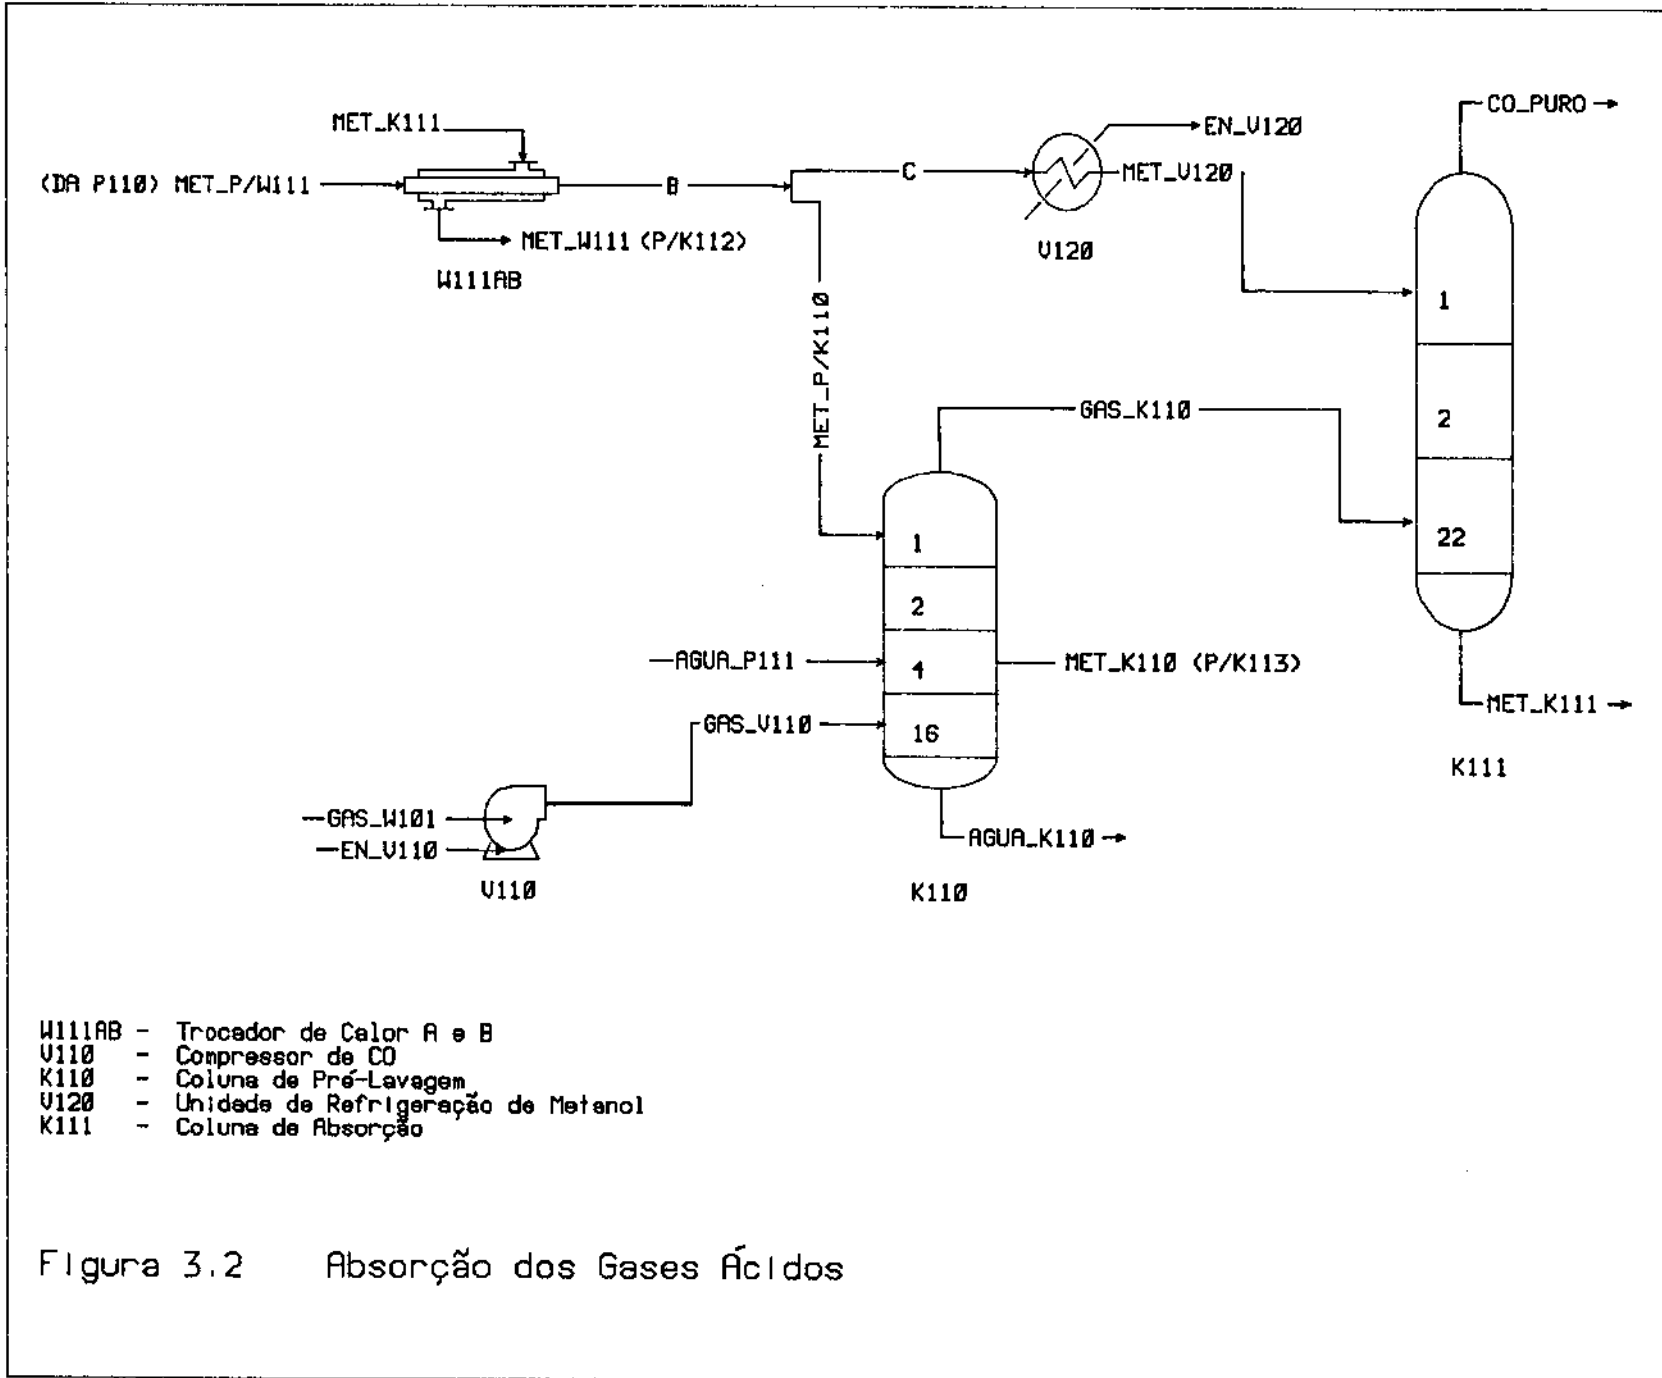 CO_PURO
MET_K111
EN_V120
(DA P110) MET_P/W111
B
C
MET_V120
MET_W111 (P/K112)
V120
W111AB
1
MET_P/K110
GAS_K110
2
22
1
2
AGUA_P111
4
MET_K110 (P/K113)
MET_K111
GAS_V110
16
K111
GAS_W101
EN_V110
AGUA_K110
V110
K110
W111AB - Trocador de Calor A e B
V110 - Compressor de CO
K110 - Coluna de Pré-Lavagem
V120 - Unidade de Refrigeração de Metanol
K111 - Coluna de Absorção
Figura 3.2 Absorção dos Gases Ácidos